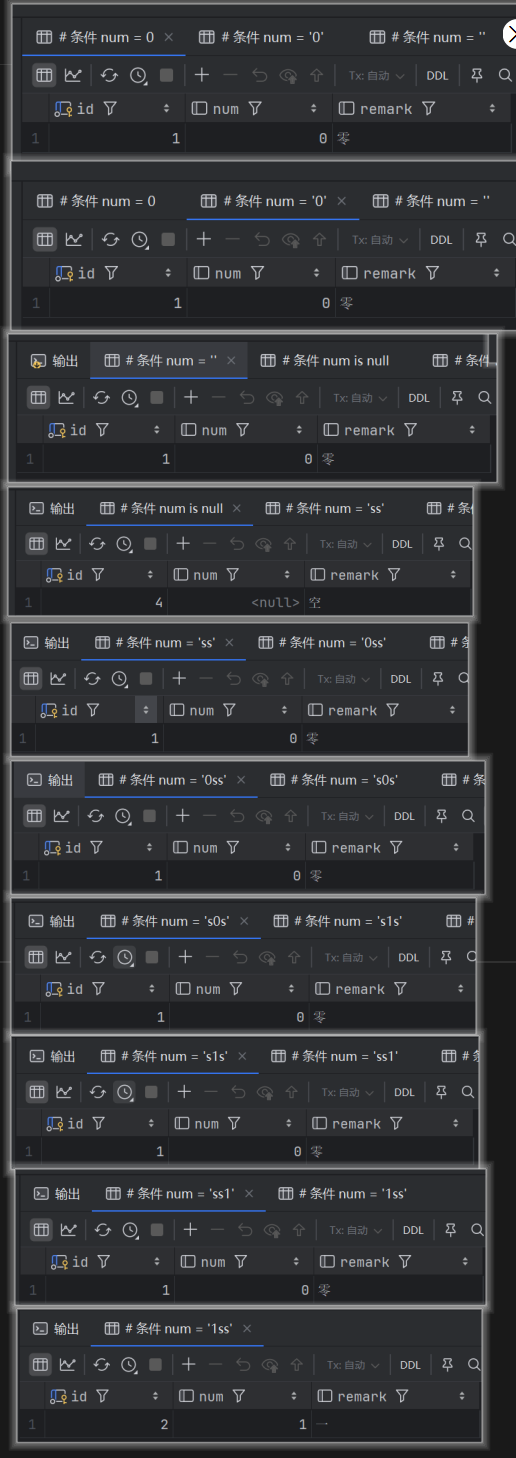 # 条件 num = 0 # 条件 num = '0' # 条件 num = ''
Tx: 自动 DDL
id num remark
1 1 0 零
# 条件 num = 0 # 条件 num = '0' # 条件 num = ''
Tx: 自动 DDL
id num remark
1 1 0 零
输出 # 条件 num = '' # 条件 num is null # 条件
Tx: 自动 DDL
id num remark
1 1 0 零
输出 # 条件 num is null # 条件 num = 'ss' # 条
Tx: 自动 DDL
id num remark
1 4 <null> 空
输出 # 条件 num = 'ss' # 条件 num = '0ss' #
Tx: 自动 DDL
id num remark
1 1 0 零
输出 # 条件 num = '0ss' # 条件 num = 's0s' #
Tx: 自动 DDL
id num remark
1 1 0 零
输出 # 条件 num = 's0s' # 条件 num = 's1s' #
Tx: 自动 DDL
id num remark
1 1 0 零
输出 # 条件 num = 's1s' # 条件 num = 'ss1' #
Tx: 自动 DDL
id num remark
1 1 0 零
输出 # 条件 num = 'ss1' # 条件 num = '1ss'
Tx: 自动 DDL
id num remark
1 1 0 零
输出 # 条件 num = '1ss'
Tx: 自动 DDL
id num remark
1 2 1 一